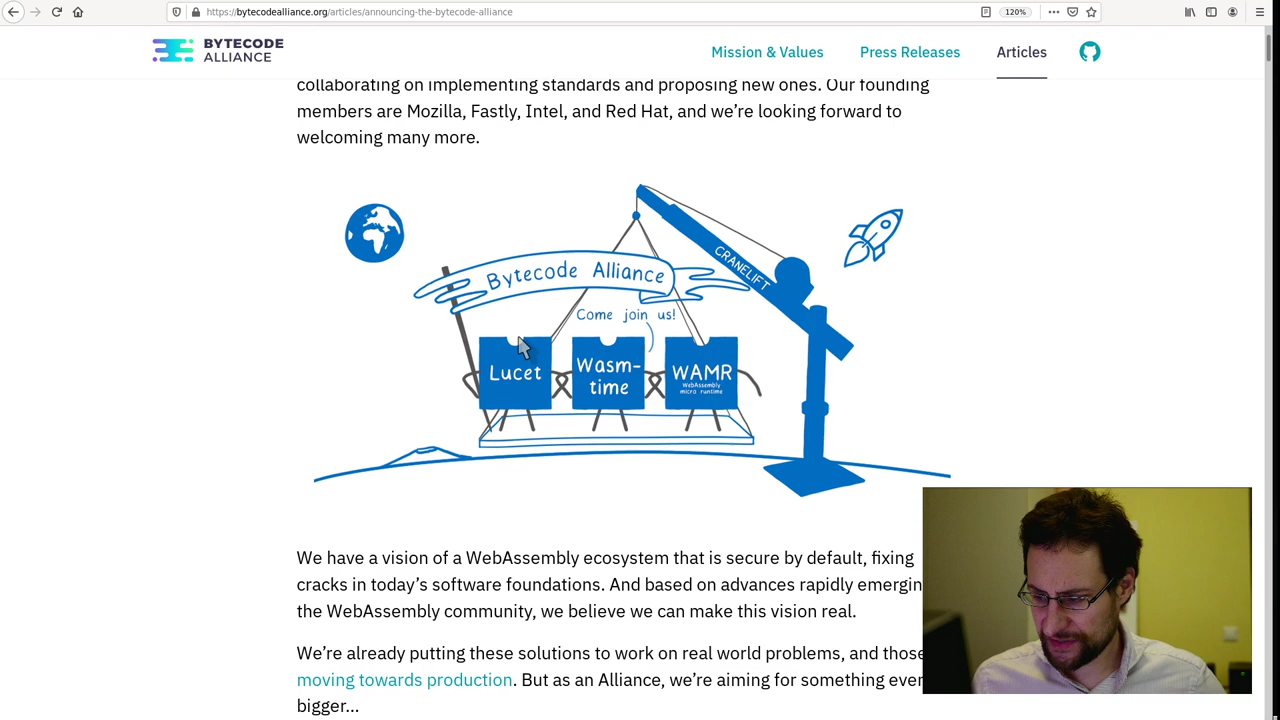 https://bytecodealliance.org/articles/announcing-the-bytecode-alliance
120%
BYTECODE
ALLIANCE
Mission & Values
Press Releases
Articles
collaborating on implementing standards and proposing new ones. Our founding
members are Mozilla, Fastly, Intel, and Red Hat, and we’re looking forward to
welcoming many more.
CRANELIFT
Bytecode Alliance
Come join us!
Lucet
Wasm-
time
WAMR
WebAssembly
micro runtime
We have a vision of a WebAssembly ecosystem that is secure by default, fixing
cracks in today’s software foundations. And based on advances rapidly emergin
the WebAssembly community, we believe we can make this vision real.
We’re already putting these solutions to work on real world problems, and those
moving towards production. But as an Alliance, we’re aiming for something even
bigger…